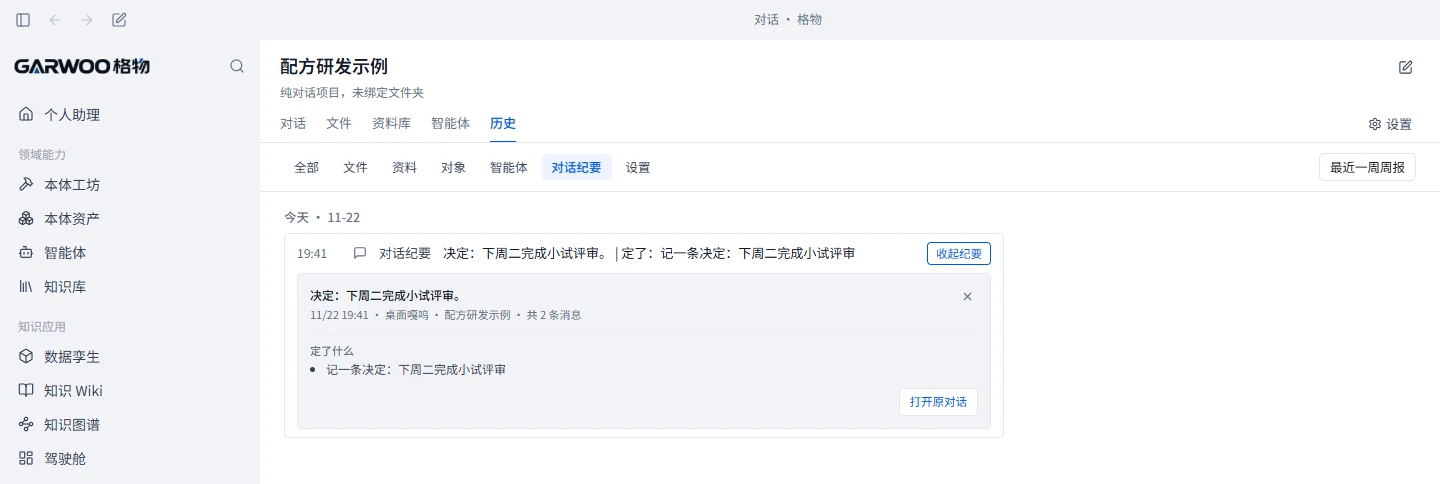 对话 · 格物
GARWOO格物
个人助理
领域能力
本体工坊
本体资产
智能体
知识库
知识应用
数据孪生
知识 Wiki
知识图谱
驾驶舱
配方研发示例
纯对话项目，未绑定文件夹
对话 文件 资料库 智能体 历史 设置
全部 文件 资料 对象 智能体 对话纪要 设置 最近一周周报
今天 · 11-22
19:41 对话纪要 决定：下周二完成小试评审。 | 定了：记一条决定：下周二完成小试评审 收起纪要
决定：下周二完成小试评审。
11/22 19:41 · 桌面嘎呜 · 配方研发示例 · 共 2 条消息
定了什么
记一条决定：下周二完成小试评审
打开原对话